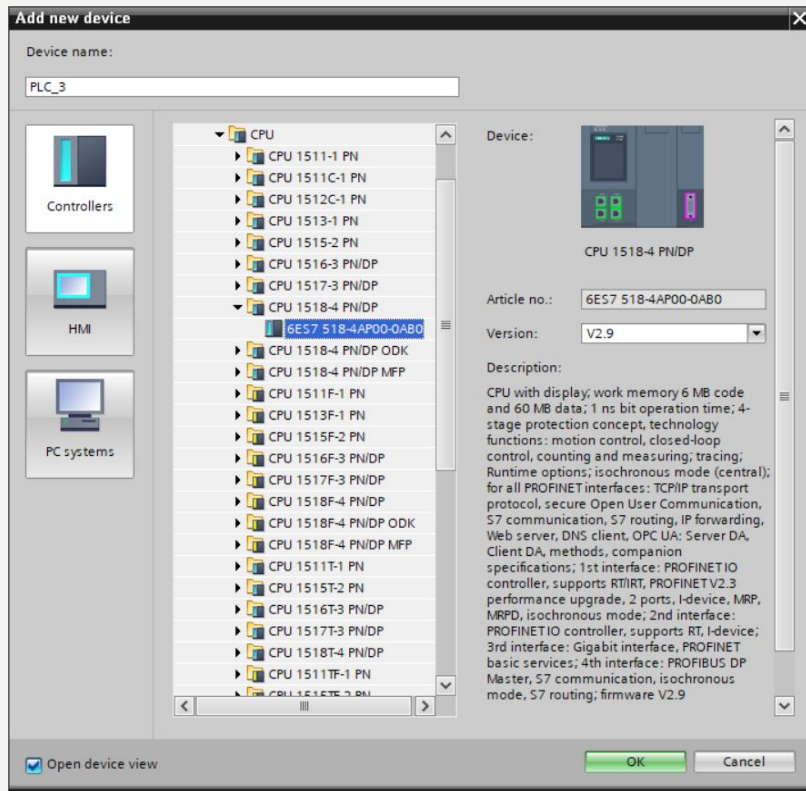 Add new device
Device name:
PLC_3
Controllers
HMI
PC systems
CPU
CPU 1511-1 PN
CPU 1511C-1 PN
CPU 1512C-1 PN
CPU 1513-1 PN
CPU 1515-2 PN
CPU 1516-3 PN/DP
CPU 1517-3 PN/DP
CPU 1518-4 PN/DP
6ES7 518-4AP00-0AB0
CPU 1518-4 PN/DP ODK
CPU 1518-4 PN/DP MFP
CPU 1511F-1 PN
CPU 1513F-1 PN
CPU 1515F-2 PN
CPU 1516F-3 PN/DP
CPU 1517F-3 PN/DP
CPU 1518F-4 PN/DP
CPU 1518F-4 PN/DP ODK
CPU 1518F-4 PN/DP MFP
CPU 1511T-1 PN
CPU 1515T-2 PN
CPU 1516T-3 PN/DP
CPU 1517T-3 PN/DP
CPU 1518T-4 PN/DP
CPU 1511TF-1 PN
CPU 1515TF-2 PN
Device:
CPU 1518-4 PN/DP
Article no.: 6ES7 518-4AP00-0AB0
Version: V2.9
Description:
CPU with display; work memory 6 MB code
and 60 MB data; 1 ns bit operation time; 4-
stage protection concept, technology
functions: motion control, closed-loop
control, counting and measuring; tracing;
Runtime options; isochronous mode (central);
for all PROFINET interfaces: TCP/IP transport
protocol, secure Open User Communication,
S7 communication, S7 routing, IP forwarding,
Web server, DNS client, OPC UA: Server DA,
Client DA, methods, companion
specifications; 1st interface: PROFINET IO
controller, supports RT/IRT, PROFINET V2.3
performance upgrade, 2 ports, I-device, MRP,
MRPD, isochronous mode; 2nd interface:
PROFINET IO controller, supports RT, I-device;
3rd interface: Gigabit interface, PROFINET
basic services; 4th interface: PROFIBUS DP
Master, S7 communication, isochronous
mode, S7 routing; firmware V2.9
Open device view
OK
Cancel